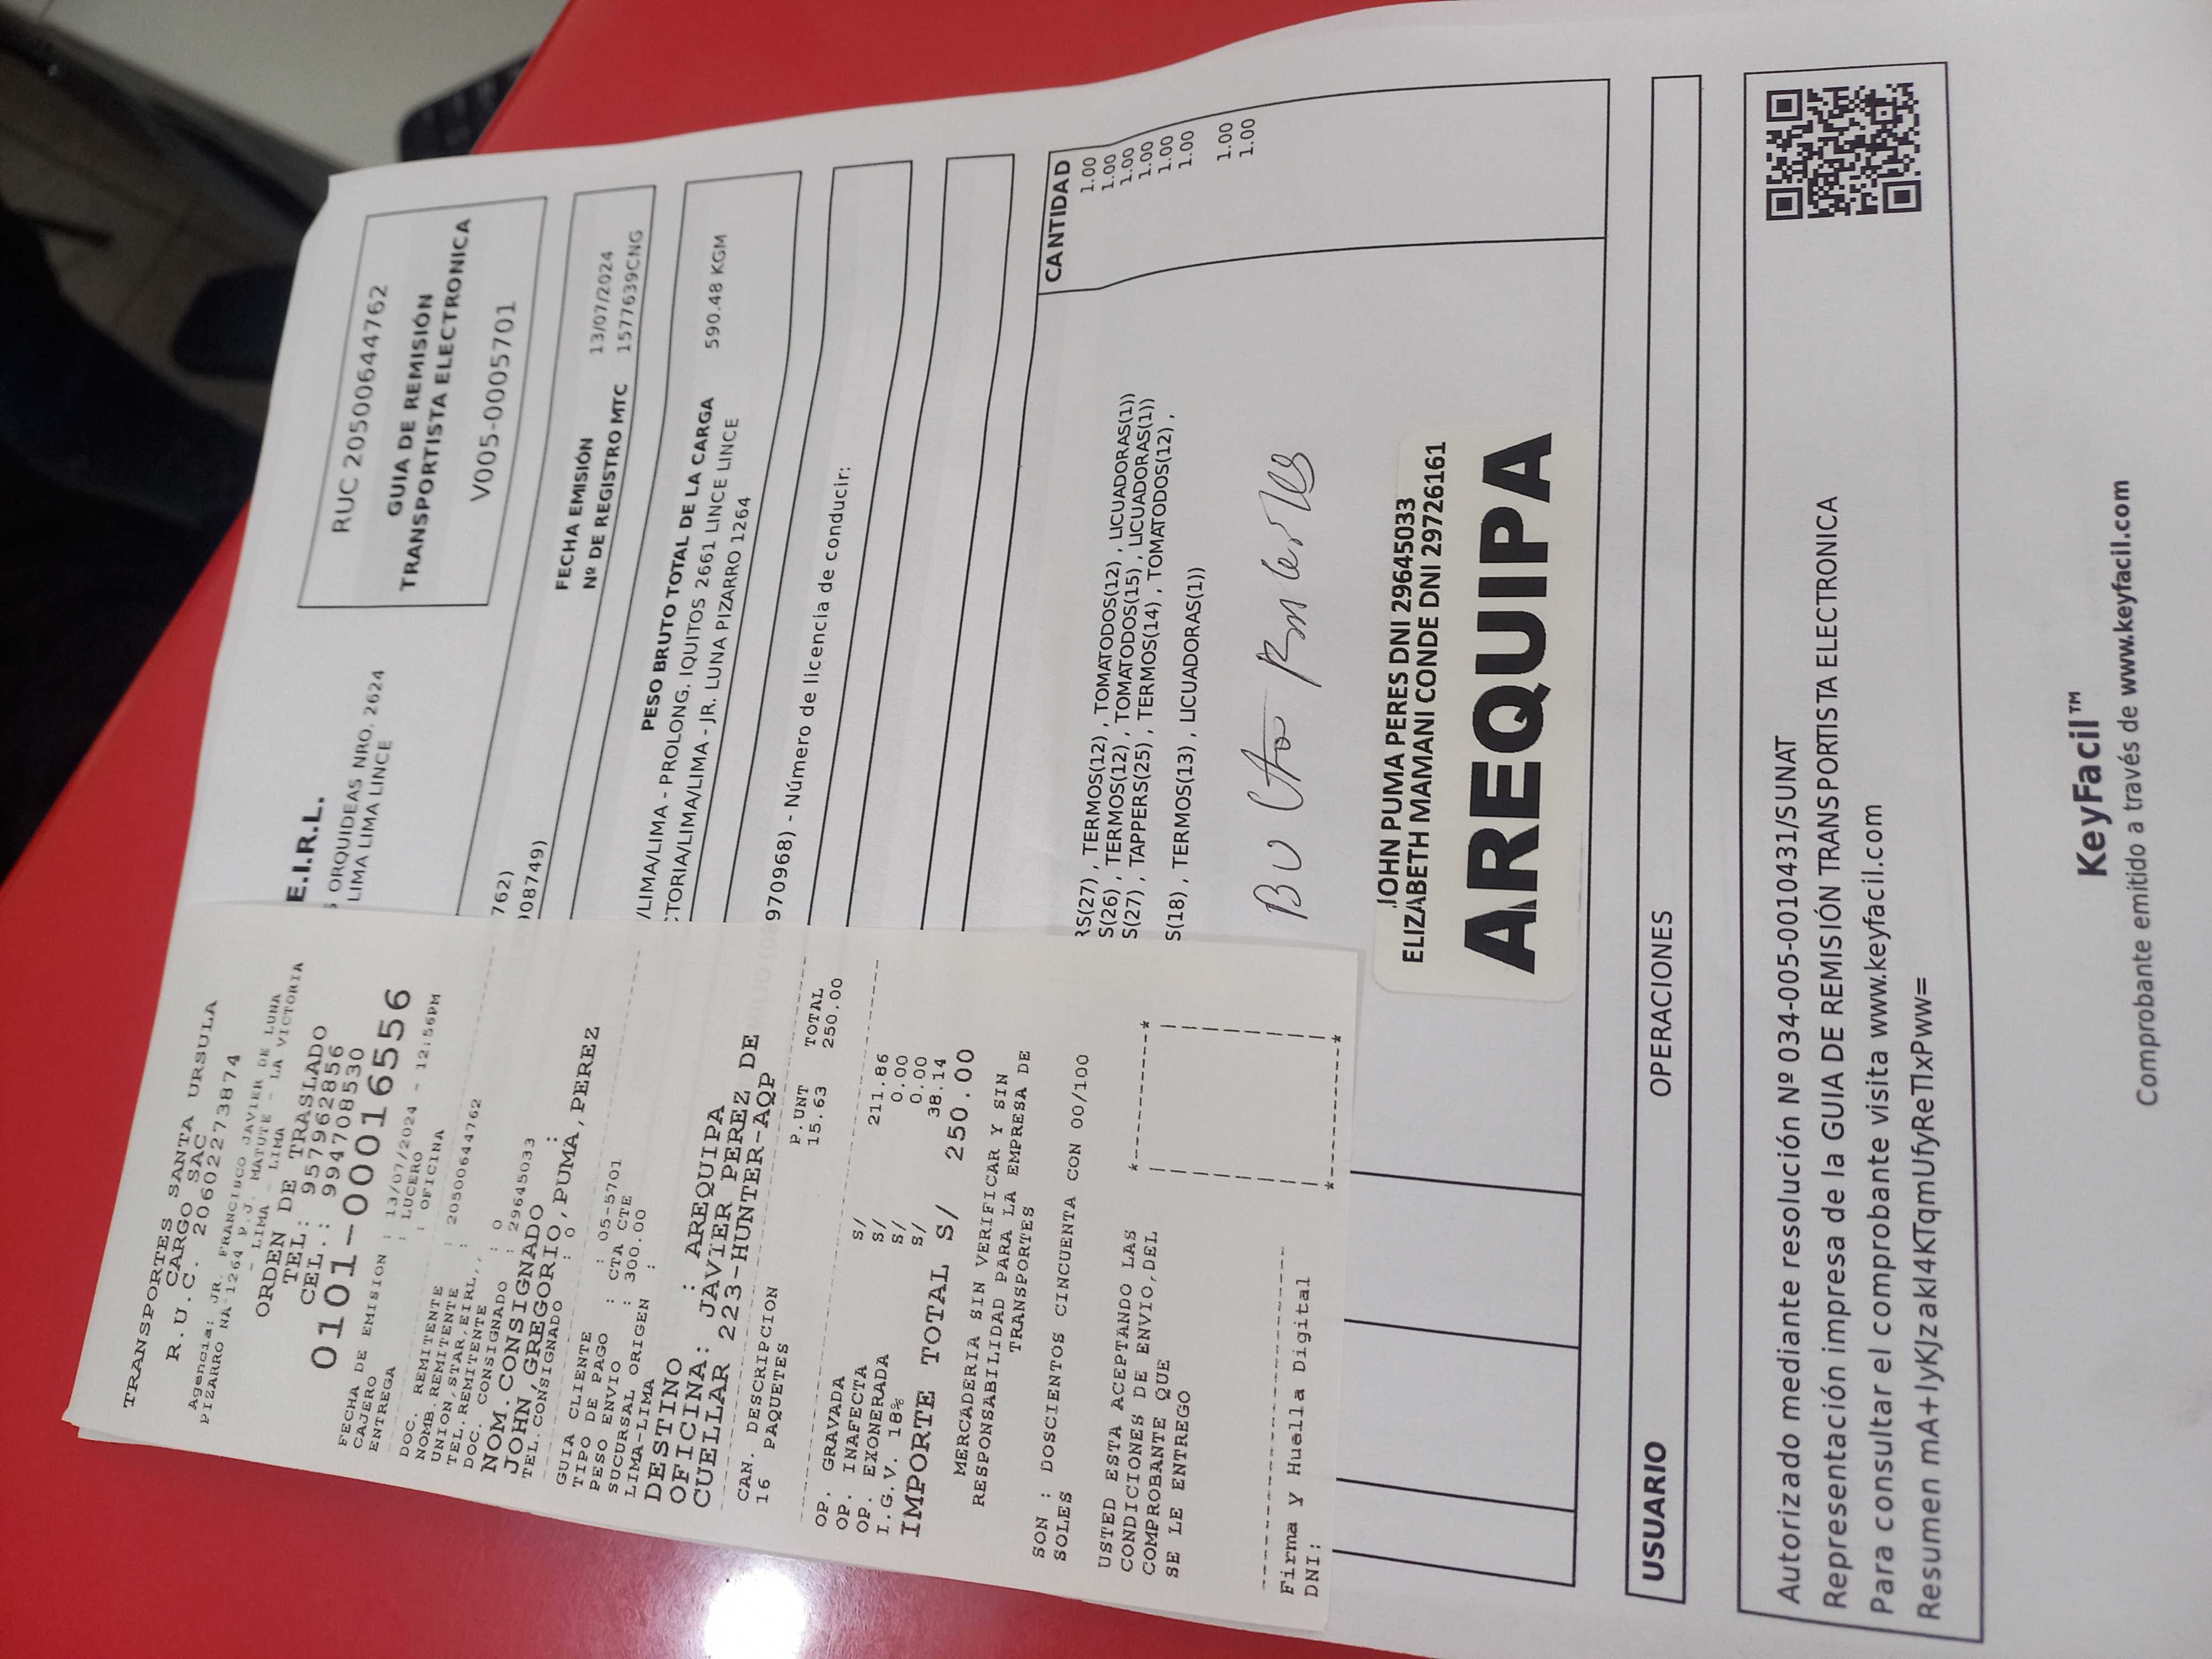 TRANSPORTES SANTA URSULA
CARGO SAC
R.U.C. 20602273874
Agencia: JR. FRANCISCO JAVIER DE LUNA
PIZARRO NA°1264 P.J. MATUTE - LA VICTORIA
- LIMA - LIMA
ORDEN DE TRASLADO
TEL: 957962856
CEL.: 994708530
0101-00016556
FECHA DE EMISION : 13/07/2024 - 12:56PM
CAJERO : LUCERO
ENTREGA : OFICINA
DOC. REMITENTE : 20500644762
NOMB.REMITENTE :
UNION,STAR,EIRL,,
TEL.REMITENTE : 0
DOC. CONSIGNADO : 29645033
NOM.CONSIGNADO :
JOHN,GREGORIO,PUMA,PEREZ
TEL.CONSIGNADO : 0
GUIA CLIENTE : 05-5701
TIPO DE PAGO : CTA CTE
PESO ENVIO : 300.00
SUCURSAL ORIGEN :
LIMA-LIMA
DESTINO : AREQUIPA
OFICINA: JAVIER PEREZ DE
CUELLAR 223-HUNTER-AQP
CAN. DESCRIPCION P.UNT TOTAL
16 PAQUETES 15.63 250.00
OP. GRAVADA S/ 211.86
OP. INAFECTA S/ 0.00
OP. EXONERADA S/ 0.00
I.G.V. 18% S/ 38.14
IMPORTE TOTAL S/ 250.00
MERCADERIA SIN VERIFICAR Y SIN
RESPONSABILIDAD PARA LA EMPRESA DE
TRANSPORTES
SON : DOSCIENTOS CINCUENTA CON 00/100
SOLES
USTED ESTA ACEPTANDO LAS
CONDICIONES DE ENVIO,DEL
COMPROBANTE QUE
SE LE ENTREGO
Firma y Huella Digital
DNI:
E.I.R.L.
ORQUIDEAS NRO. 2624
LIMA LIMA LINCE
RUC 20500644762
GUIA DE REMISIÓN
TRANSPORTISTA ELECTRONICA
V005-0005701
762)
908749)
FECHA EMISIÓN 13/07/2024
Nº DE REGISTRO MTC 1577639CNG
PESO BRUTO TOTAL DE LA CARGA 590.48 KGM
/LIMA/LIMA - PROLONG. IQUITOS 2661 LINCE LINCE
CTORIA/LIMA/LIMA - JR. LUNA PIZARRO 1264
970968) - Número de licencia de conducir:
CANTIDAD
RS(27) , TERMOS(12) , TOMATODOS(12) , LICUADORAS(1)) 1.00
S(26) , TERMOS(12) , TOMATODOS(15) , LICUADORAS(1)) 1.00
S(27) , TAPPERS(25) , TERMOS(14) , TOMATODOS(12) , 1.00
1.00
1.00
S(18) , TERMOS(13) , LICUADORAS(1)) 1.00
1.00
1.00
JOHN PUMA PERES DNI 29645033
ELIZABETH MAMANI CONDE DNI 29726161
AREQUIPA
USUARIO OPERACIONES
Autorizado mediante resolución Nº 034-005-0010431/SUNAT
Representación impresa de la GUIA DE REMISIÓN TRANSPORTISTA ELECTRONICA
Para consultar el comprobante visita www.keyfacil.com
Resumen mA+IyKJzakl4KTqmUfyReTlxPww=
KeyFacil™
Comprobante emitido a través de www.keyfacil.com